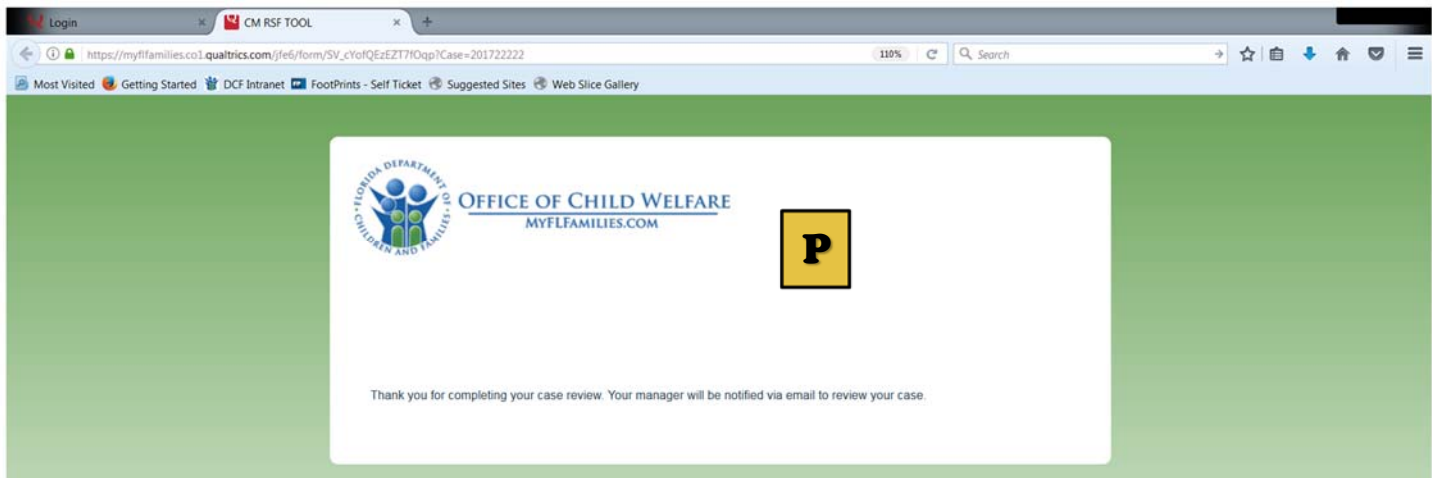 Login
CM RSF TOOL
https://myflfamilies.co1.qualtrics.com/jfe6/form/SV_cYofQEzEZT7fOqp?Case=201722222
110%
Search
Most Visited Getting Started DCF Intranet FootPrints - Self Ticket Suggested Sites Web Slice Gallery
FLORIDA DEPARTMENT OF CHILDREN AND FAMILIES
OFFICE OF CHILD WELFARE
MYFLFAMILIES.COM
P
Thank you for completing your case review. Your manager will be notified via email to review your case.